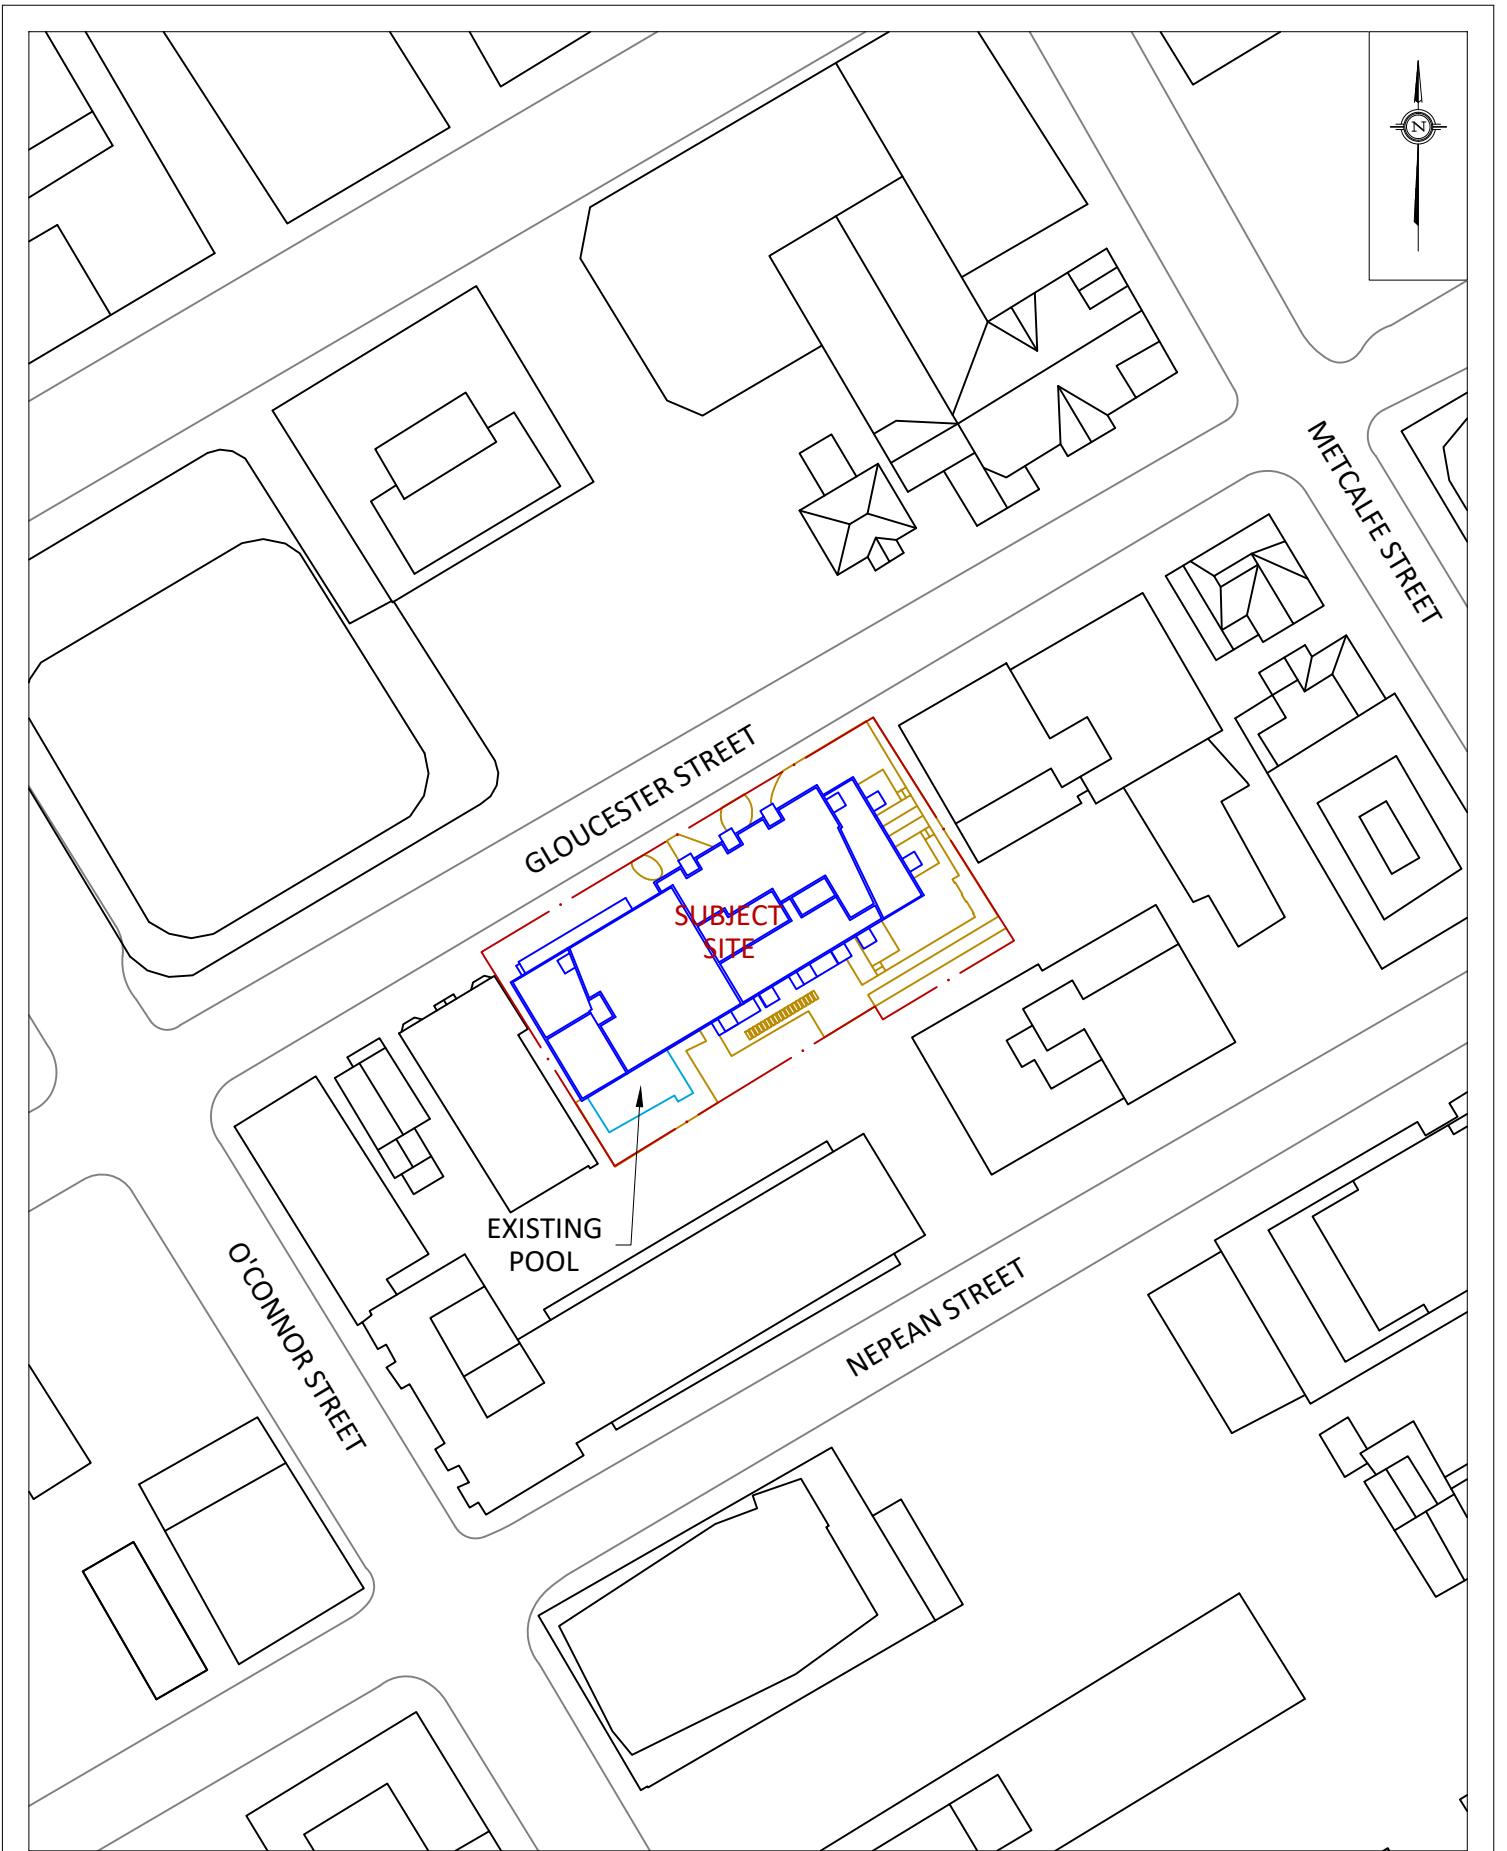 N
METCALFE STREET
GLOUCESTER STREET
SUBJECT
SITE
EXISTING
POOL
O'CONNOR STREET
NEPEAN STREET